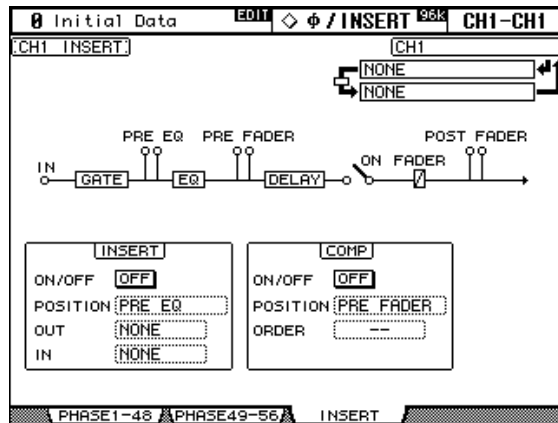 0 Initial Data EDIT ◇ Φ/INSERT 96K CH1-CH1
CH1 INSERT CH1
NONE
NONE
PRE EQ PRE FADER POST FADER
IN GATE EQ DELAY ON FADER
INSERT
ON/OFF OFF
POSITION PRE EQ
OUT NONE
IN NONE
COMP
ON/OFF OFF
POSITION PRE FADER
ORDER --
PHASE1-48 PHASE49-56 INSERT